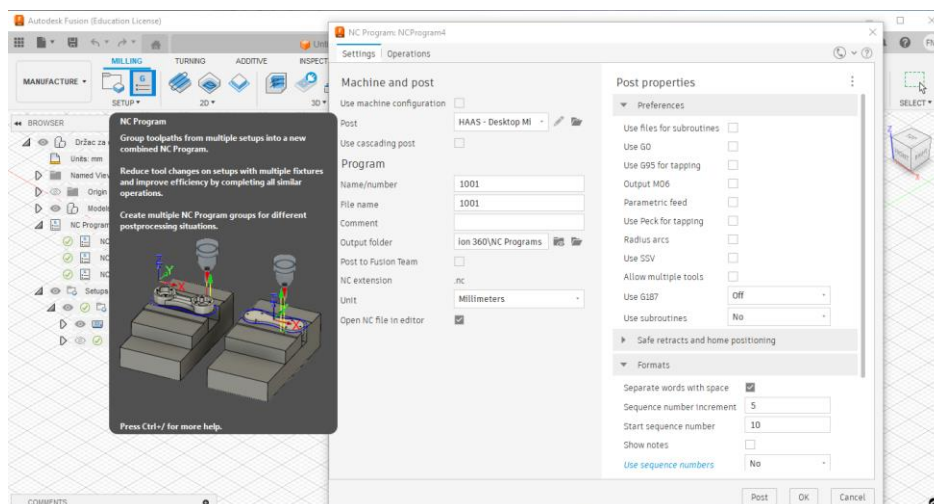 Autodesk Fusion (Education License)
MANUFACTURE
MILLING TURNING ADDITIVE INSPECT
SETUP 2D 3D
SELECT
BROWSER
Držac za
Units: mm
Named Vie
Origin
Models
NC Program
NC
NC
NC
Setups
COMMENTS
NC Program
Group toolpaths from multiple setups into a new
combined NC Program.
Reduce tool changes on setups with multiple fixtures
and improve efficiency by completing all similar
operations.
Create multiple NC Program groups for different
postprocessing situations.
Press Ctrl+/ for more help.
NC Program: NCProgram4
Settings Operations
Machine and post
Use machine configuration
Post HAAS - Desktop Mi
Use cascading post
Program
Name/number 1001
File name 1001
Comment
Output folder ion 360\NC Programs
Post to Fusion Team
NC extension .nc
Unit Millimeters
Open NC file in editor
Post properties
Preferences
Use files for subroutines
Use G0
Use G95 for tapping
Output M06
Parametric feed
Use Peck for tapping
Radius arcs
Use SSV
Allow multiple tools
Use G187 Off
Use subroutines No
Safe retracts and home positioning
Formats
Separate words with space
Sequence number increment 5
Start sequence number 10
Show notes
Use sequence numbers No
Post OK Cancel